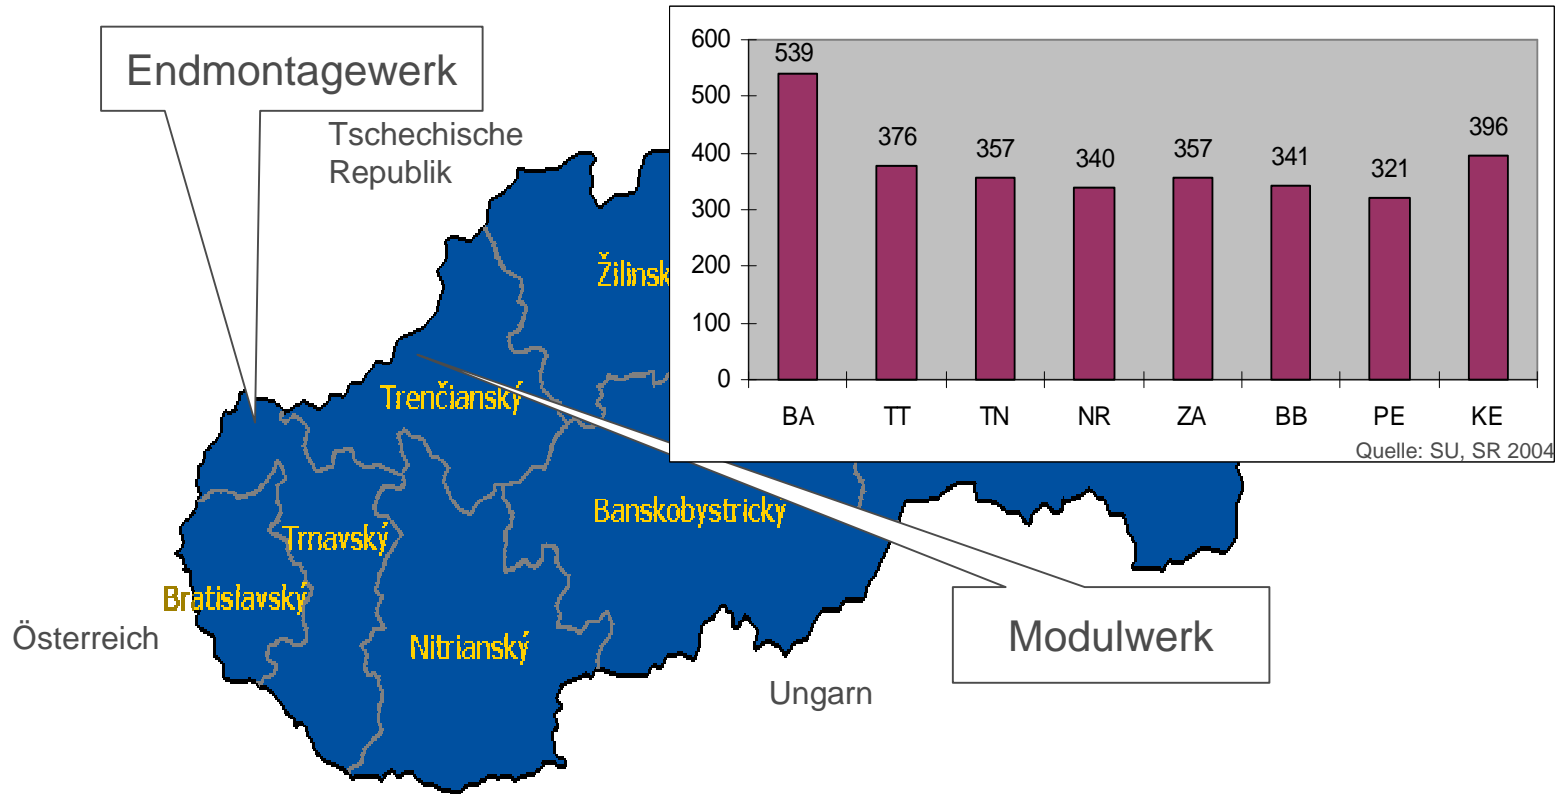 Endmontagewerk
Tschechische
Republik
600
500
400
300
200
100
0
539
376
357
340
357
341
321
396
BA
TT
TN
NR
ZA
BB
PE
KE
Quelle: SU, SR 2004
Žilinsk
Trenčianský
Banskobystricky
Trnavský
Bratislavský
Nitrianský
Österreich
Modulwerk
Ungarn